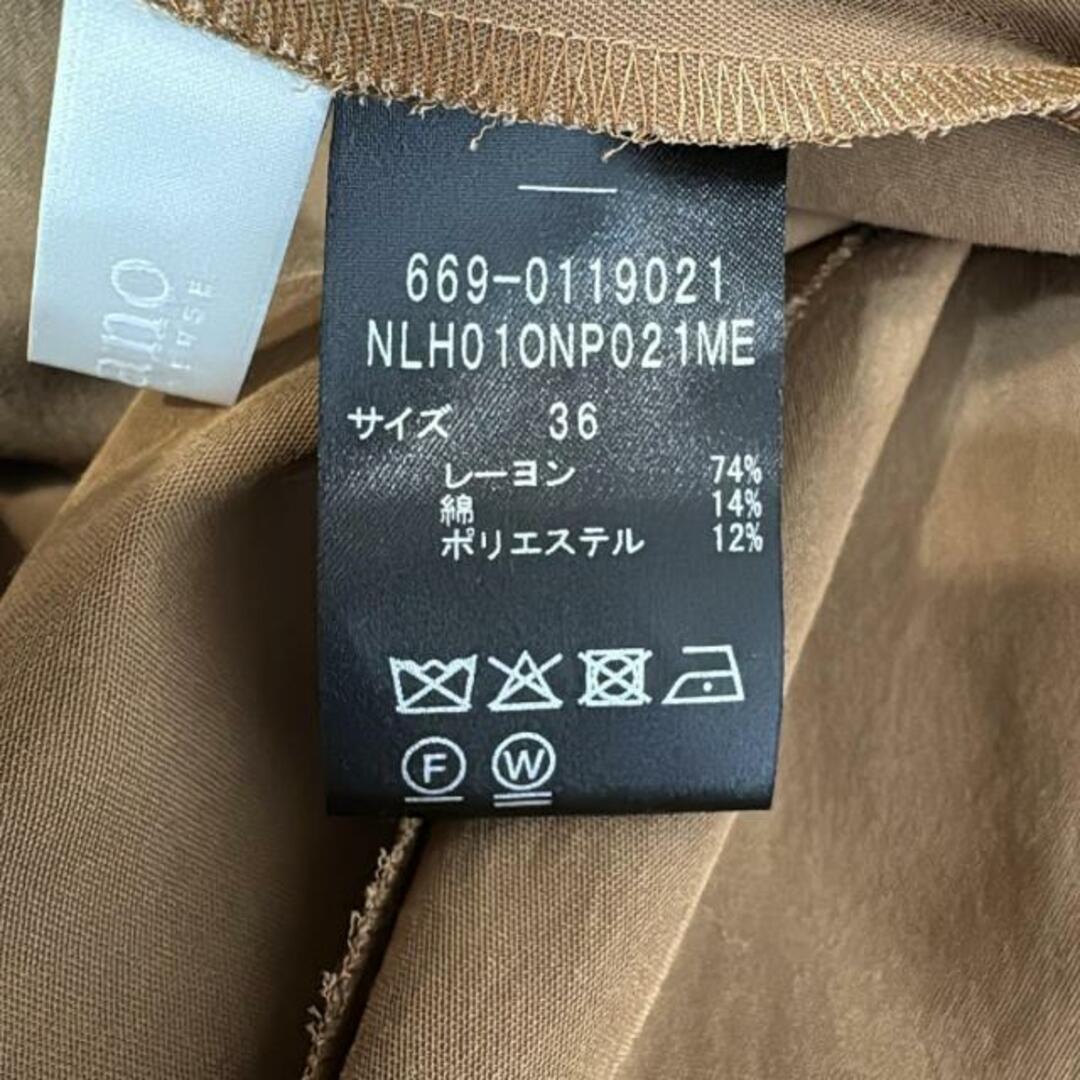 669-0119021
NLH010NP021ME
サイズ 36
レーヨン 74%
綿 14%
ポリエステル 12%
F W